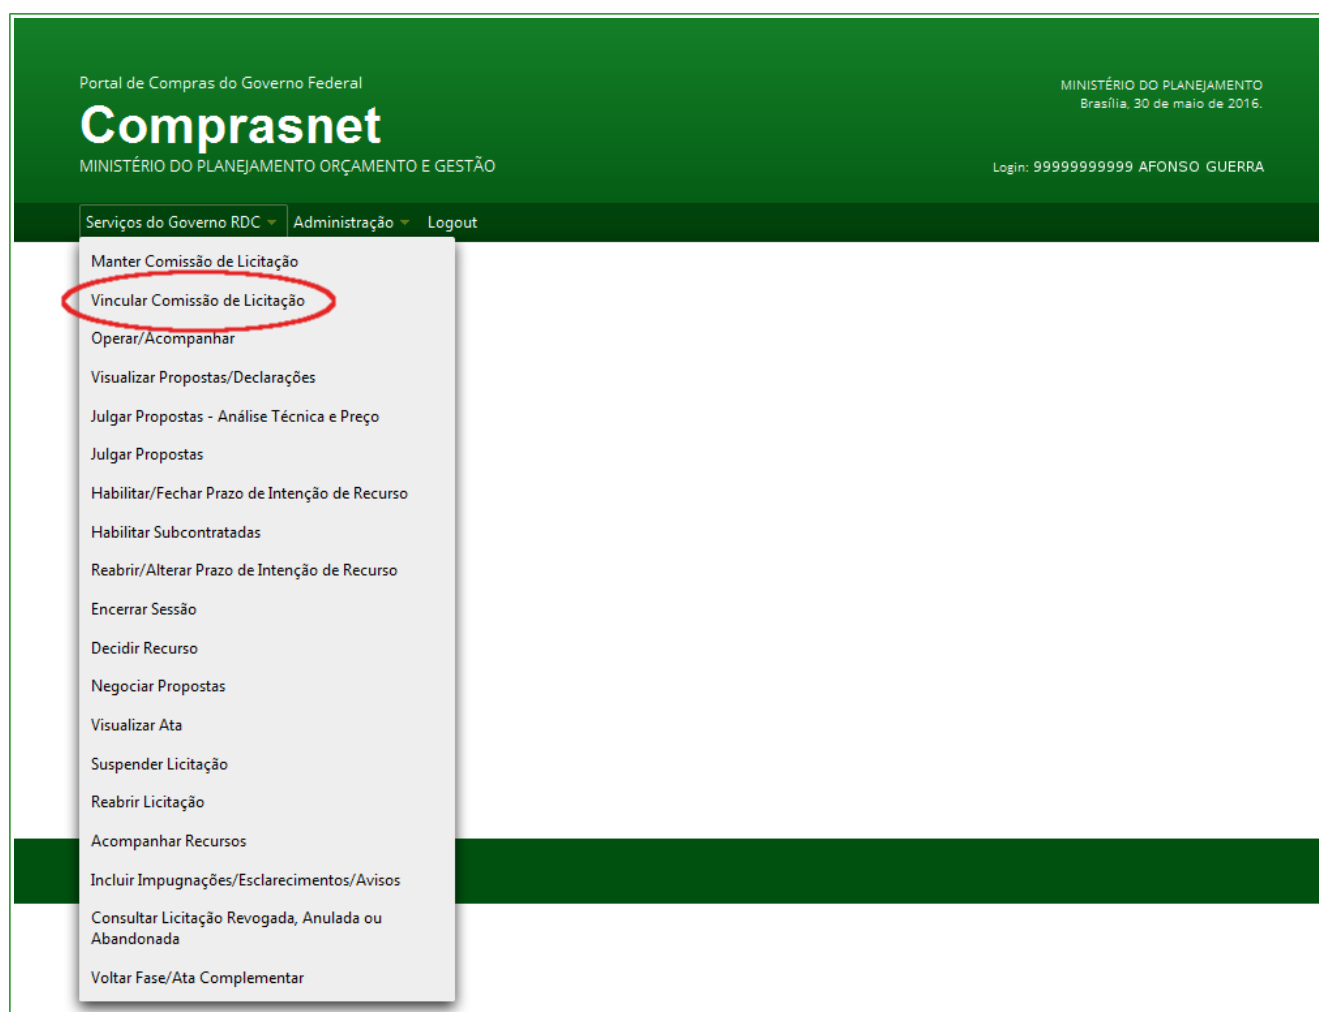 Portal de Compras do Governo Federal
Comprasnet
MINISTÉRIO DO PLANEJAMENTO ORÇAMENTO E GESTÃO
MINISTÉRIO DO PLANEJAMENTO
Brasília, 30 de maio de 2016.
Login: 99999999999 AFONSO GUERRA
Serviços do Governo RDC Administração Logout
Manter Comissão de Licitação
Vincular Comissão de Licitação
Operar/Acompanhar
Visualizar Propostas/Declarações
Julgar Propostas - Análise Técnica e Preço
Julgar Propostas
Habilitar/Fechar Prazo de Intenção de Recurso
Habilitar Subcontratadas
Reabrir/Alterar Prazo de Intenção de Recurso
Encerrar Sessão
Decidir Recurso
Negociar Propostas
Visualizar Ata
Suspender Licitação
Reabrir Licitação
Acompanhar Recursos
Incluir Impugnações/Esclarecimentos/Avisos
Consultar Licitação Revogada, Anulada ou
Abandonada
Voltar Fase/Ata Complementar